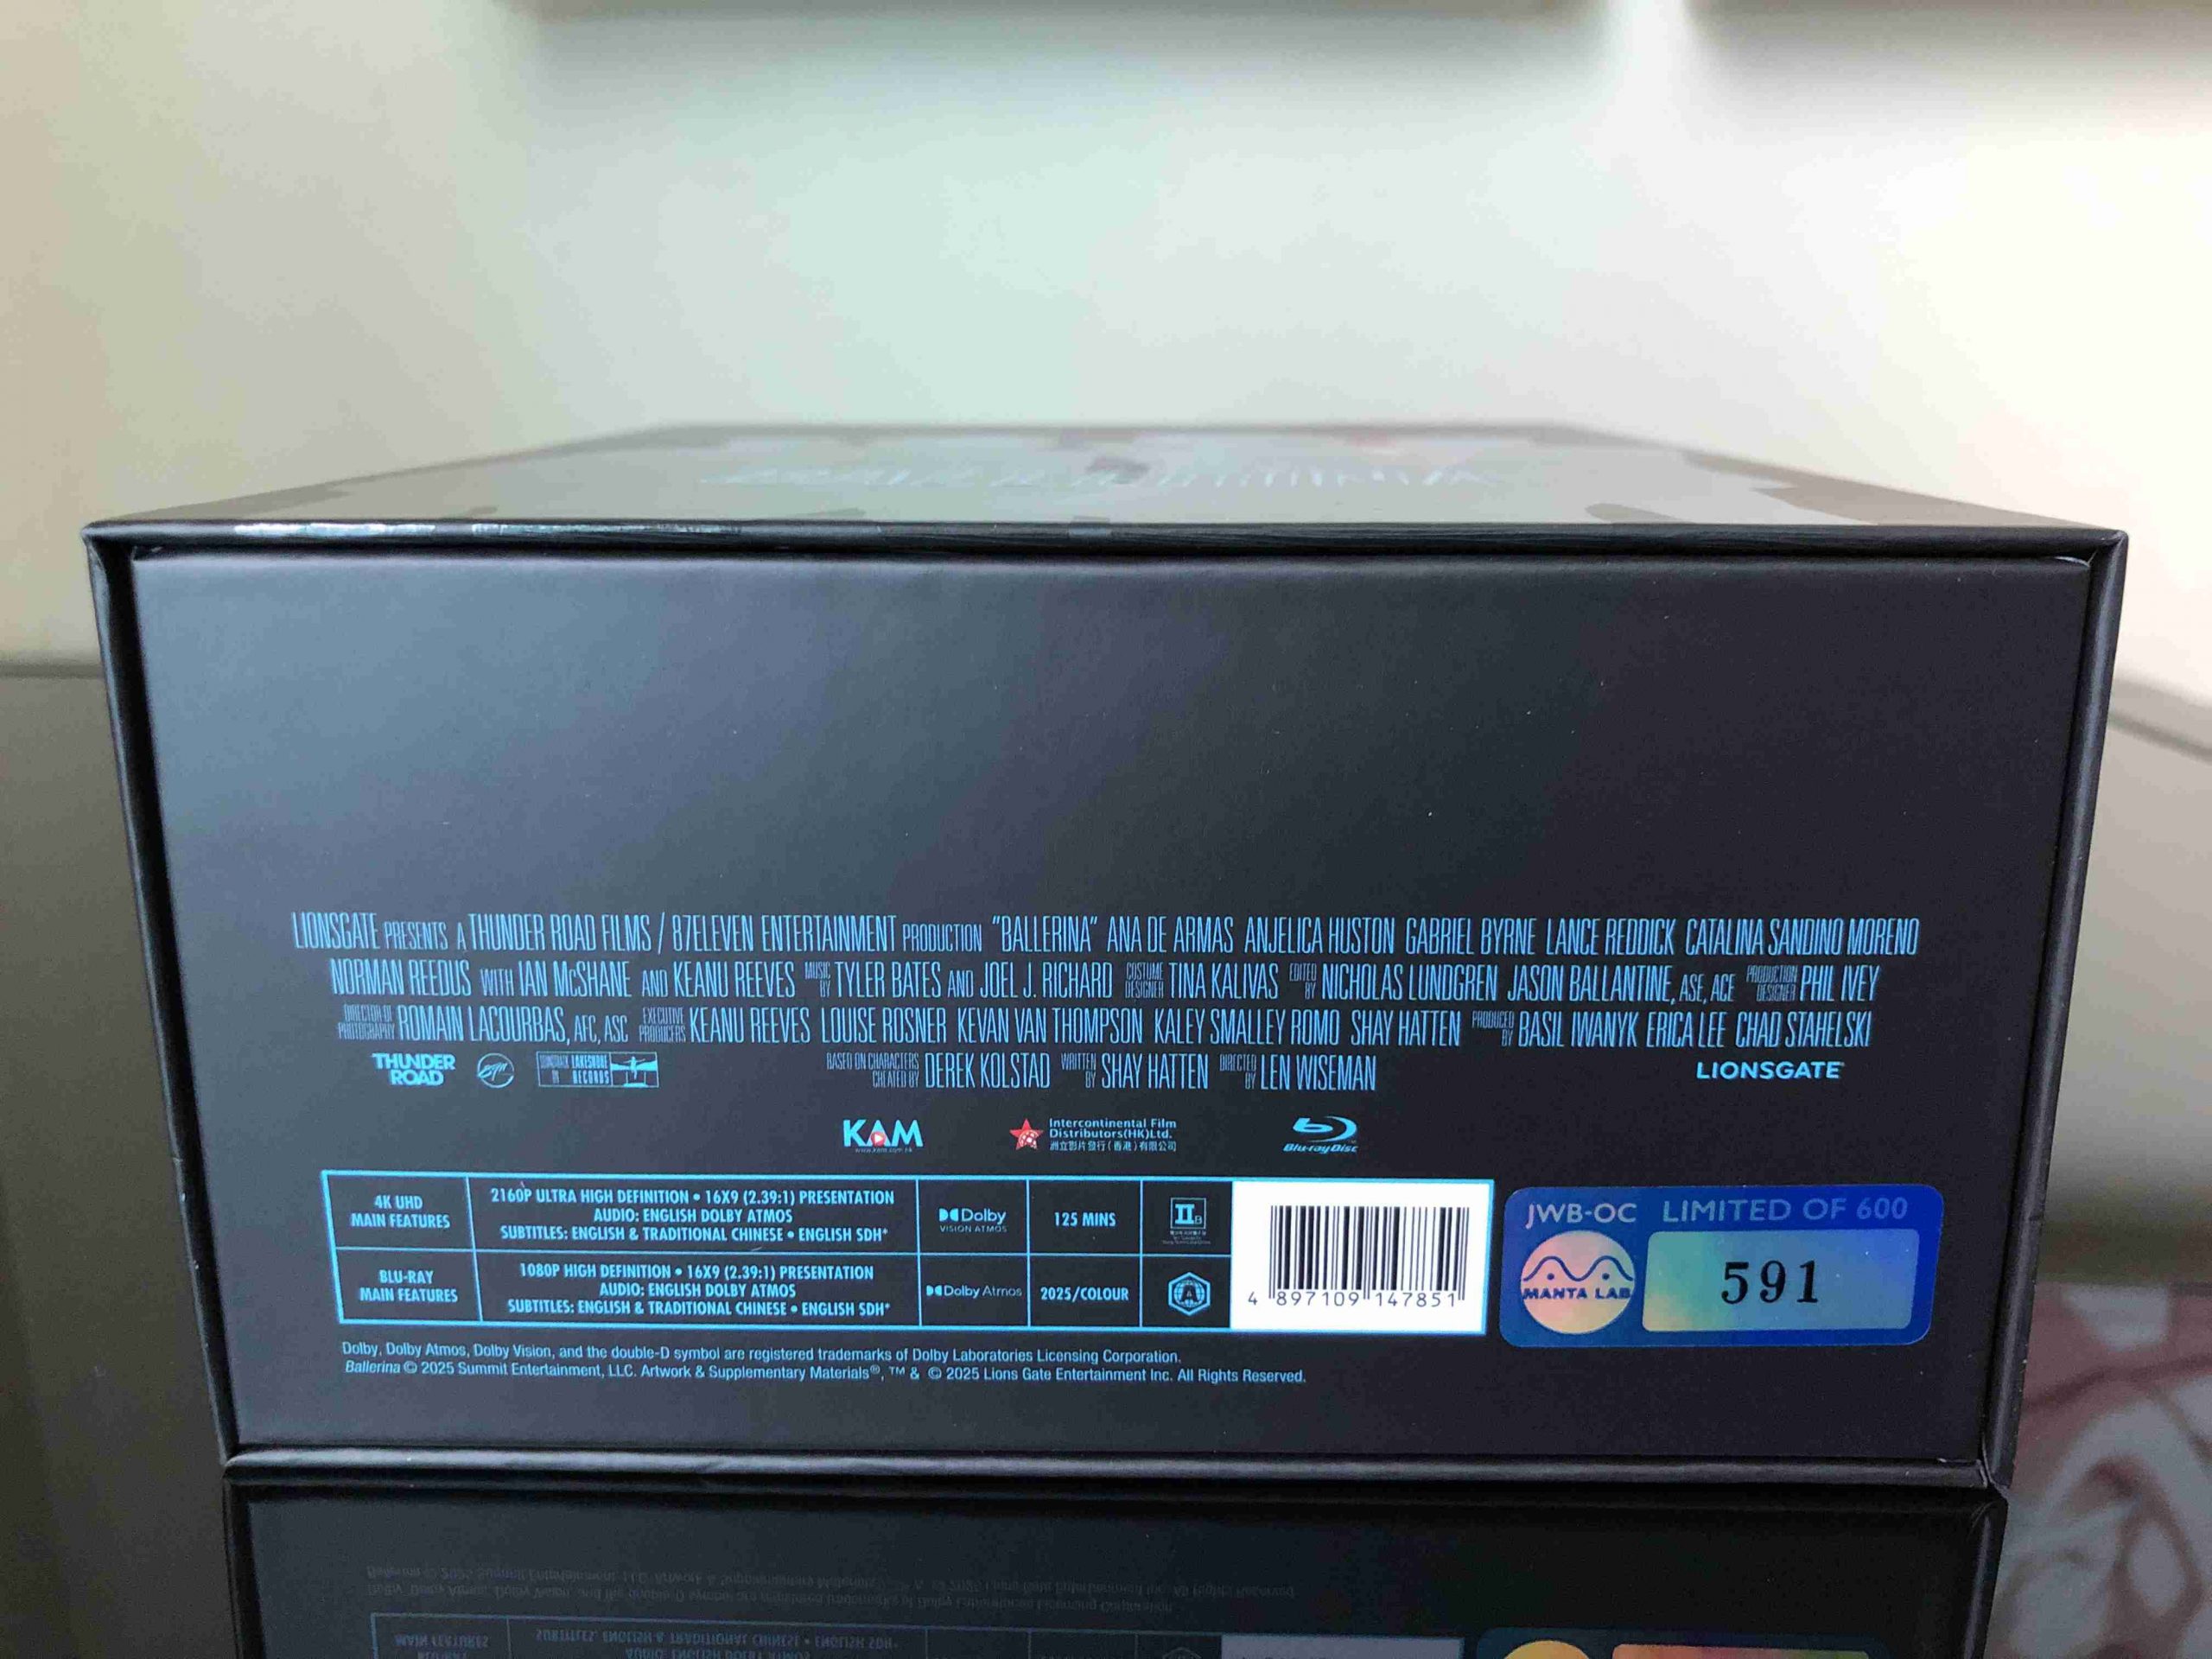 LIONSGATE PRESENTS A THUNDER ROAD FILMS / 87ELEVEN ENTERTAINMENT PRODUCTION "BALLERINA" ANA DE ARMAS ANJELICA HUSTON GABRIEL BYRNE LANCE REDDICK CATALINA SANDINO MORENO
NORMAN REEDUS WITH IAN McSHANE AND KEANU REEVES MUSIC BY TYLER BATES AND JOEL J. RICHARD COSTUME DESIGNER TINA KALIVAS EDITED BY NICHOLAS LUNDGREN JASON BALLANTINE, ASE, ACE PRODUCTION DESIGNER PHIL IVEY
DIRECTOR OF PHOTOGRAPHY ROMAIN LACOURBAS, AFC, ASC EXECUTIVE PRODUCERS KEANU REEVES LOUISE ROSNER KEVAN VAN THOMPSON KALEY SMALLEY ROMO SHAY HATTEN PRODUCED BY BASIL IWANYK ERICA LEE CHAD STAHELSKI
THUNDER ROAD
LAKESHORE RECORDS
BASED ON CHARACTERS CREATED BY DEREK KOLSTAD WRITTEN BY SHAY HATTEN DIRECTED BY LEN WISEMAN
LIONSGATE
KAM
www.kam.com.hk
Intercontinental Film
Distributors(HK)Ltd.
洲立影片發行(香港)有限公司
Blu-ray Disc
4K UHD
MAIN FEATURES
2160P ULTRA HIGH DEFINITION • 16X9 (2.39:1) PRESENTATION
AUDIO: ENGLISH DOLBY ATMOS
SUBTITLES: ENGLISH & TRADITIONAL CHINESE • ENGLISH SDH*
Dolby
VISION ATMOS
125 MINS
IIB
BLU-RAY
MAIN FEATURES
1080P HIGH DEFINITION • 16X9 (2.39:1) PRESENTATION
AUDIO: ENGLISH DOLBY ATMOS
SUBTITLES: ENGLISH & TRADITIONAL CHINESE • ENGLISH SDH*
Dolby Atmos
2025/COLOUR
A
4 897109 147851
JWB-OC LIMITED OF 600
MANTA LAB
591
Dolby, Dolby Atmos, Dolby Vision, and the double-D symbol are registered trademarks of Dolby Laboratories Licensing Corporation.
Ballerina © 2025 Summit Entertainment, LLC. Artwork & Supplementary Materials®, ™ & © 2025 Lions Gate Entertainment Inc. All Rights Reserved.